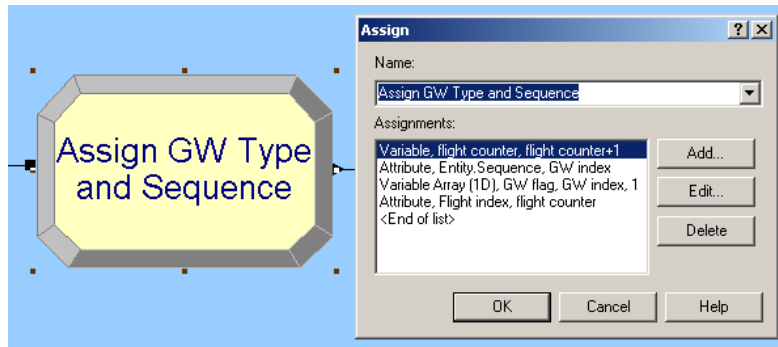 Assign GW Type
and Sequence
Assign
Name:
Assign GW Type and Sequence
Assignments:
Variable, flight counter, flight counter+1
Attribute, Entity.Sequence, GW index
Variable Array (1D), GW flag, GW index, 1
Attribute, Flight index, flight counter
<End of list>
Add...
Edit...
Delete
OK
Cancel
Help